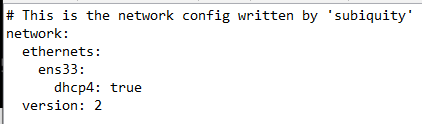 # This is the network config written by 'subiquity'
network:
  ethernets:
    ens33:
      dhcp4: true
  version: 2